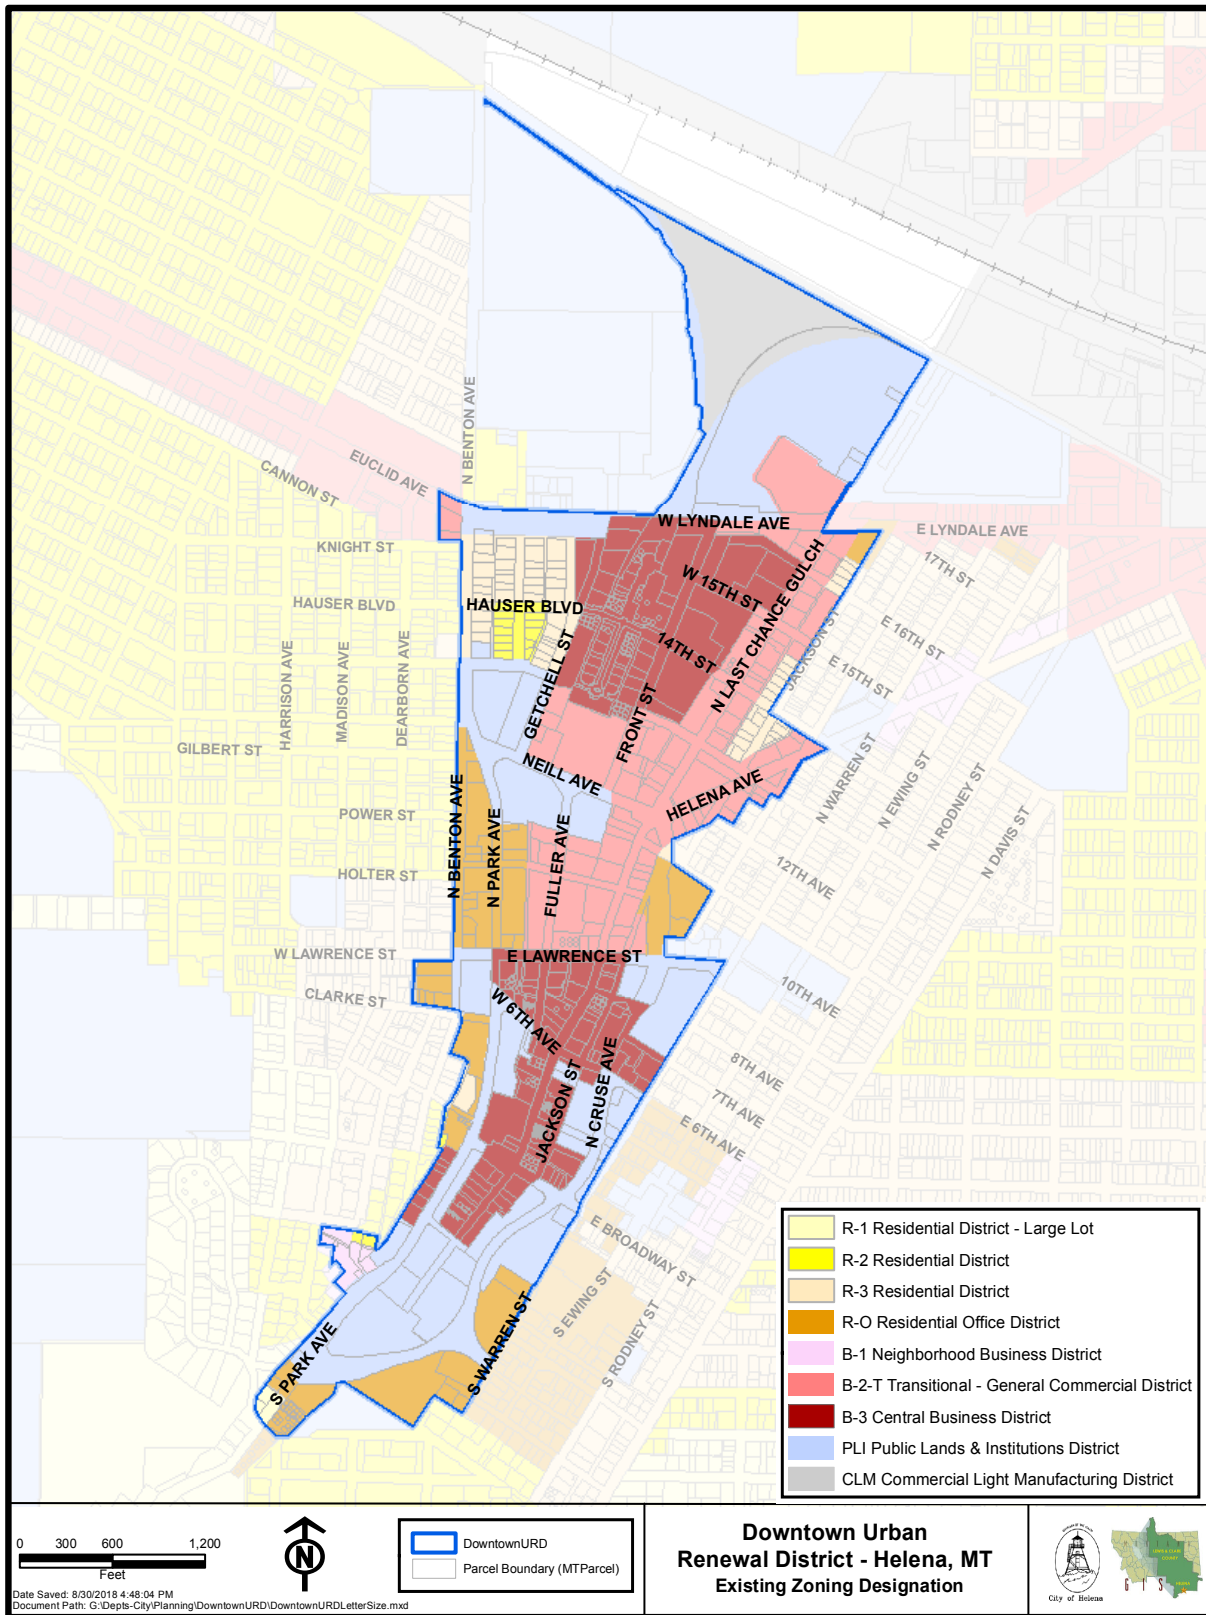 N BENTON AVE
EUCLID AVE
CANNON ST
KNIGHT ST
HAUSER BLVD
HARRISON AVE
MADISON AVE
DEARBORN AVE
GILBERT ST
POWER ST
HOLTER ST
W LAWRENCE ST
CLARKE ST
W LYNDALE AVE
E LYNDALE AVE
HAUSER BLVD
W 15TH ST
14TH ST
N LAST CHANCE GULCH
GETCHELL ST
FRONT ST
JACKSON ST
17TH ST
E 16TH ST
E 15TH ST
NEILL AVE
HELENA AVE
N WARREN ST
N EWING ST
N RODNEY ST
N DAVIS ST
N BENTON AVE
N PARK AVE
FULLER AVE
12TH AVE
E LAWRENCE ST
10TH AVE
W 6TH AVE
JACKSON ST
N CRUSE AVE
8TH AVE
7TH AVE
E 6TH AVE
E BROADWAY ST
S EWING ST
S RODNEY ST
S WARREN ST
S PARK AVE
R-1 Residential District - Large Lot
R-2 Residential District
R-3 Residential District
R-O Residential Office District
B-1 Neighborhood Business District
B-2-T Transitional - General Commercial District
B-3 Central Business District
PLI Public Lands & Institutions District
CLM Commercial Light Manufacturing District
0 300 600 1,200
Feet
N
DowntownURD
Parcel Boundary (MTParcel)
Downtown Urban
Renewal District - Helena, MT
Existing Zoning Designation
City of Helena
G I S
Date Saved: 8/30/2018 4:48:04 PM
Document Path: G:\Depts-City\Planning\DowntownURD\DowntownURDLetterSize.mxd